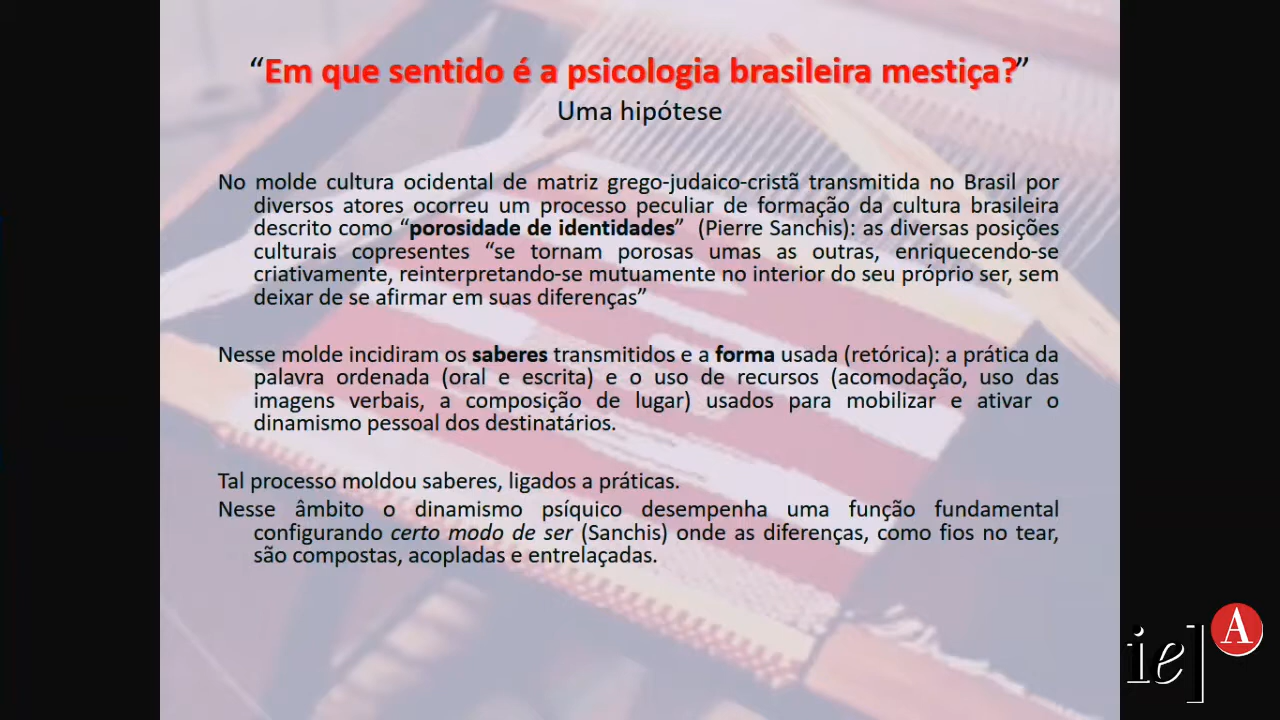 “Em que sentido é a psicologia brasileira mestiça?”
Uma hipótese
No molde cultura ocidental de matriz grego-judaico-cristã transmitida no Brasil por
diversos atores ocorreu um processo peculiar de formação da cultura brasileira
descrito como “porosidade de identidades” (Pierre Sanchis): as diversas posições
culturais copresentes “se tornam porosas umas as outras, enriquecendo-se
criativamente, reinterpretando-se mutuamente no interior do seu próprio ser, sem
deixar de se afirmar em suas diferenças”
Nesse molde incidiram os saberes transmitidos e a forma usada (retórica): a prática da
palavra ordenada (oral e escrita) e o uso de recursos (acomodação, uso das
imagens verbais, a composição de lugar) usados para mobilizar e ativar o
dinamismo pessoal dos destinatários.
Tal processo moldou saberes, ligados a práticas.
Nesse âmbito o dinamismo psíquico desempenha uma função fundamental
configurando certo modo de ser (Sanchis) onde as diferenças, como fios no tear,
são compostas, acopladas e entrelaçadas.
ie] A